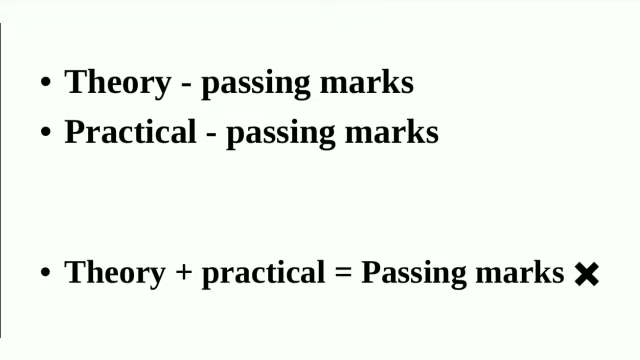 • Theory - passing marks
• Practical - passing marks
• Theory + practical = Passing marks ✖